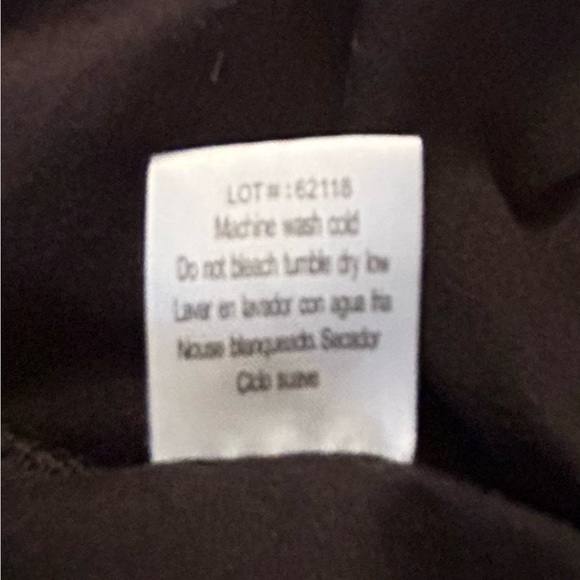 LOT#:62118
Machine wash cold
Do not bleach tumble dry low
Lavar en lavador con agua fria
No use blanqueado. Secador
Ciclo suave